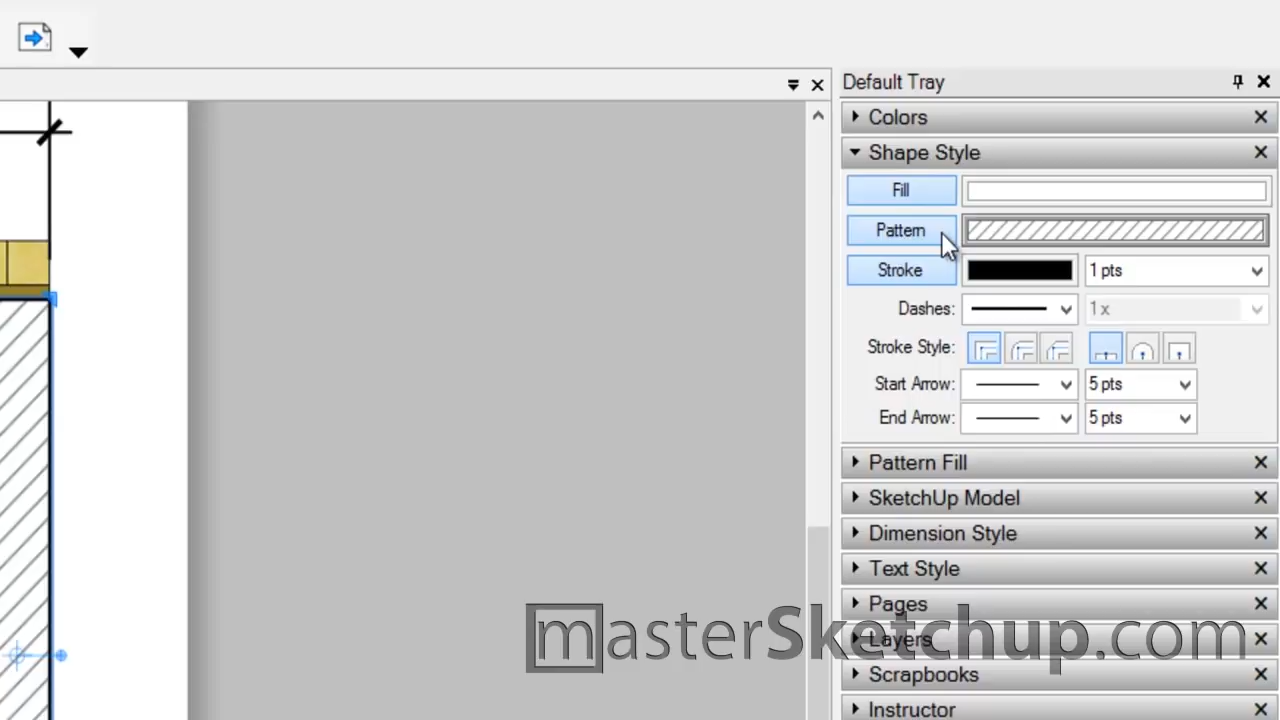 Default Tray
Colors
Shape Style
Fill
Pattern
Stroke
1 pts
Dashes:
1 x
Stroke Style:
Start Arrow:
5 pts
End Arrow:
5 pts
Pattern Fill
SketchUp Model
Dimension Style
Text Style
Pages
masterSketchup.com
Layers
Scrapbooks
Instructor